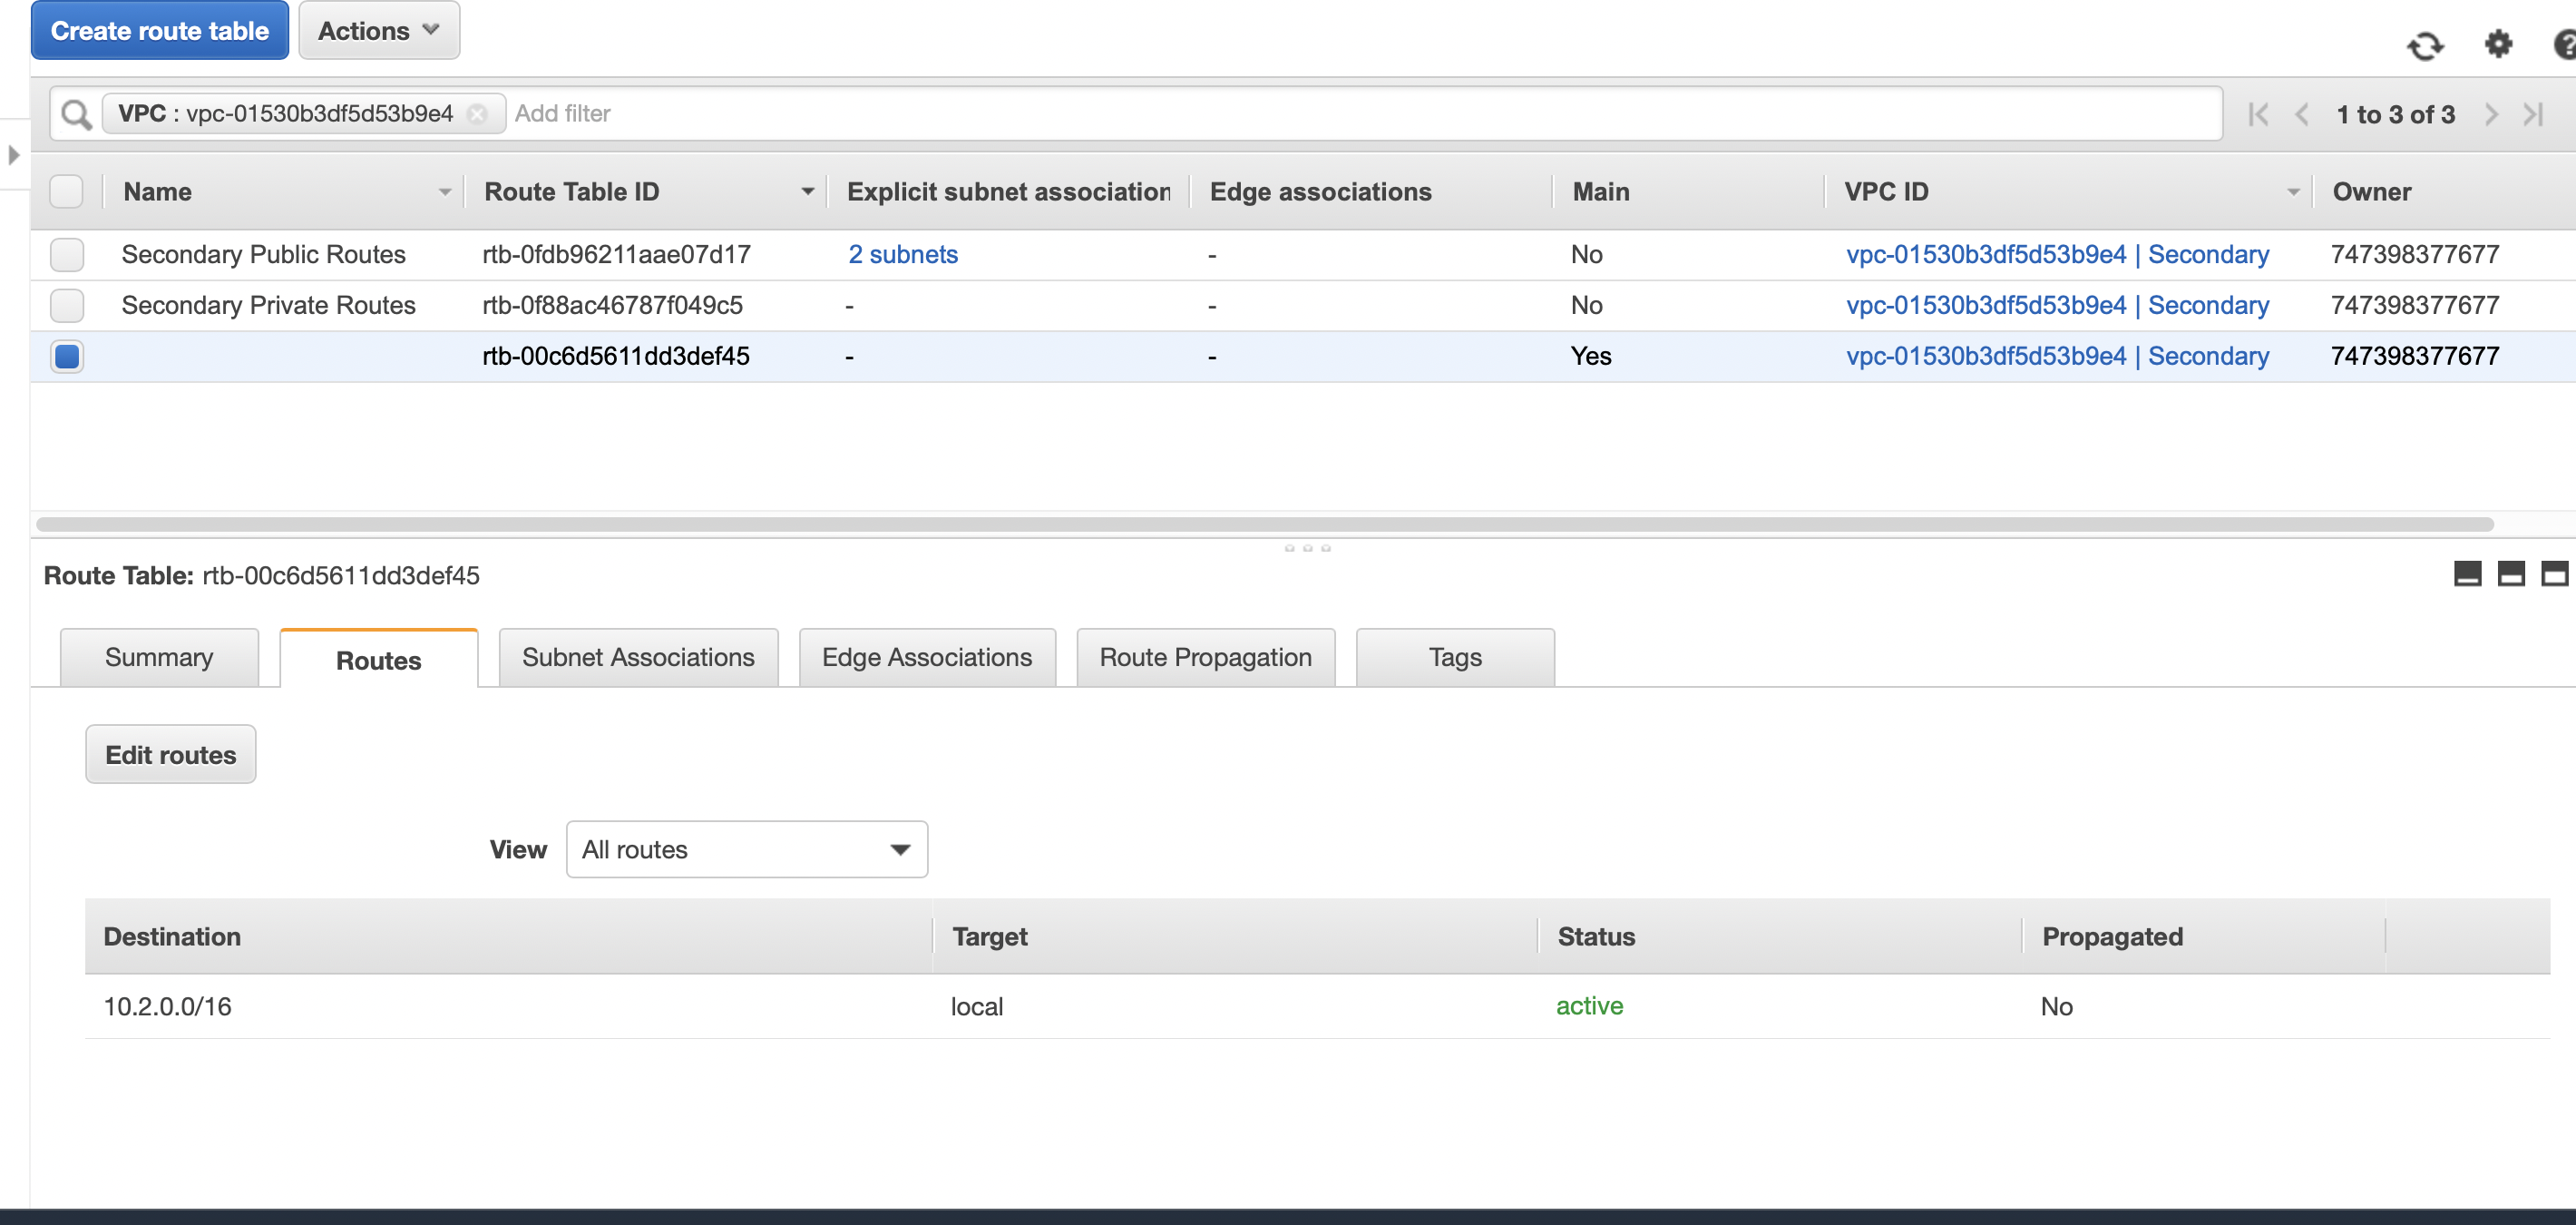 Create route table Actions
VPC : vpc-01530b3df5d53b9e4 Add filter 1 to 3 of 3
Name Route Table ID Explicit subnet association Edge associations Main VPC ID Owner
Secondary Public Routes rtb-0fdb96211aae07d17 2 subnets - No vpc-01530b3df5d53b9e4 | Secondary 747398377677
Secondary Private Routes rtb-0f88ac46787f049c5 - - No vpc-01530b3df5d53b9e4 | Secondary 747398377677
rtb-00c6d5611dd3def45 - - Yes vpc-01530b3df5d53b9e4 | Secondary 747398377677
Route Table: rtb-00c6d5611dd3def45
Summary Routes Subnet Associations Edge Associations Route Propagation Tags
Edit routes
View All routes
Destination Target Status Propagated
10.2.0.0/16 local active No